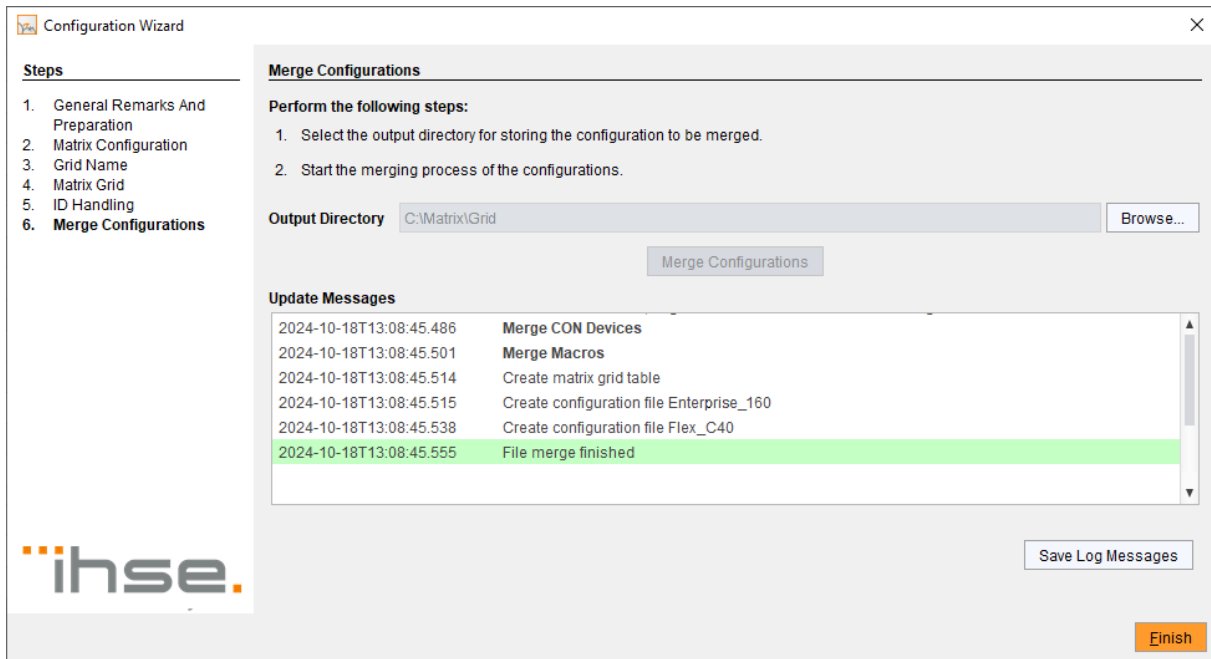 Configuration Wizard
Steps
1. General Remarks And
Preparation
2. Matrix Configuration
3. Grid Name
4. Matrix Grid
5. ID Handling
6. Merge Configurations
ihse.
Merge Configurations
Perform the following steps:
1. Select the output directory for storing the configuration to be merged.
2. Start the merging process of the configurations.
Output Directory C:\Matrix\Grid Browse...
Merge Configurations
Update Messages
2024-10-18T13:08:45.486 Merge CON Devices
2024-10-18T13:08:45.501 Merge Macros
2024-10-18T13:08:45.514 Create matrix grid table
2024-10-18T13:08:45.515 Create configuration file Enterprise_160
2024-10-18T13:08:45.538 Create configuration file Flex_C40
2024-10-18T13:08:45.555 File merge finished
Save Log Messages
Finish